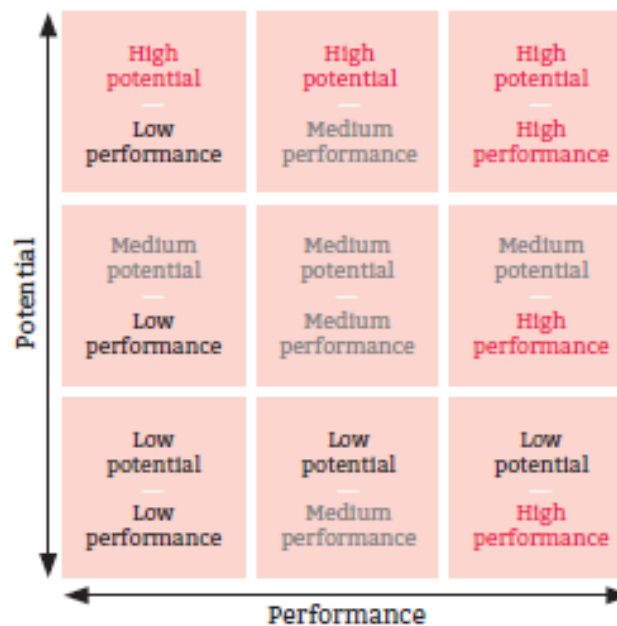 High
potential
Low
performance
High
potential
Medium
performance
High
potential
High
performance
Medium
potential
Low
performance
Medium
potential
Medium
performance
Medium
potential
High
performance
Low
potential
Low
performance
Low
potential
Medium
performance
Low
potential
High
performance
Potential
Performance